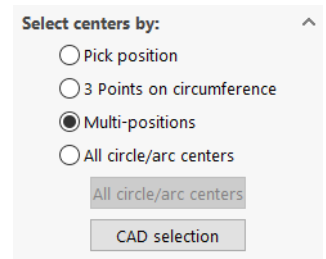 Select centers by:
Pick position
3 Points on circumference
Multi-positions
All circle/arc centers
All circle/arc centers
CAD selection